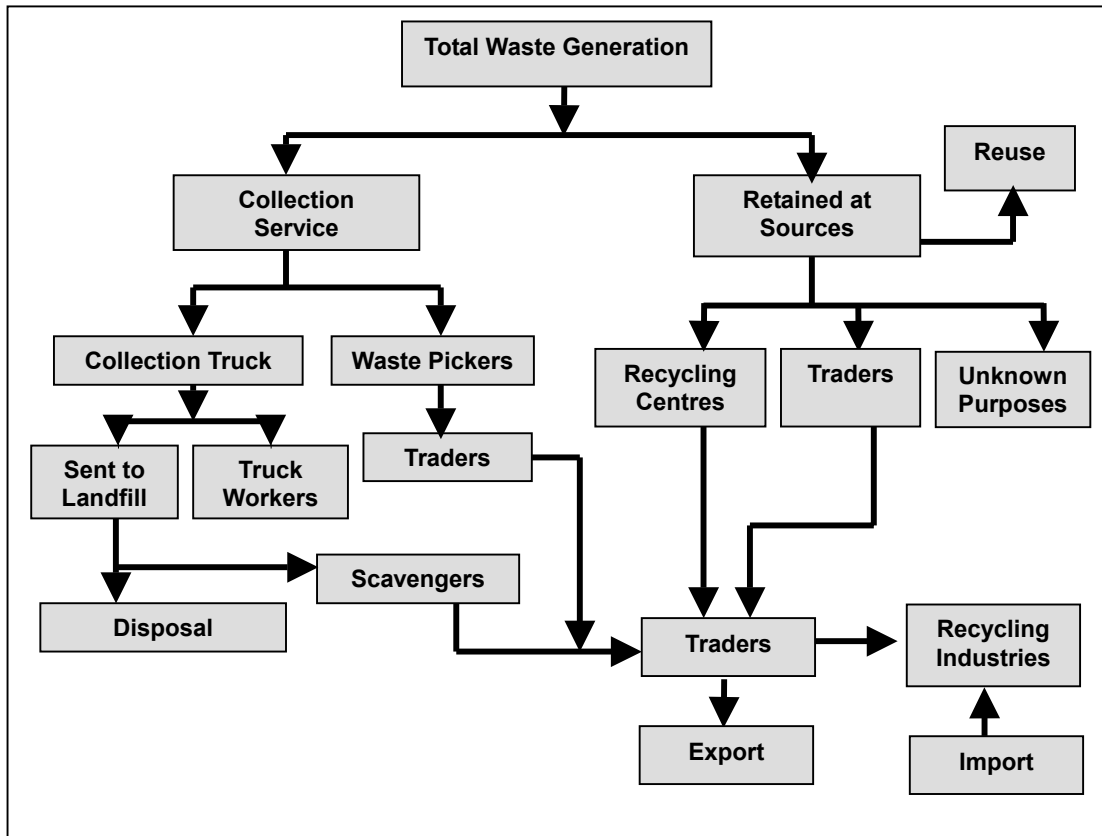 Total Waste Generation
Reuse
Collection
Service
Retained at
Sources
Collection Truck
Waste Pickers
Recycling
Centres
Traders
Unknown
Purposes
Sent to
Landfill
Truck
Workers
Traders
Scavengers
Disposal
Traders
Recycling
Industries
Export
Import